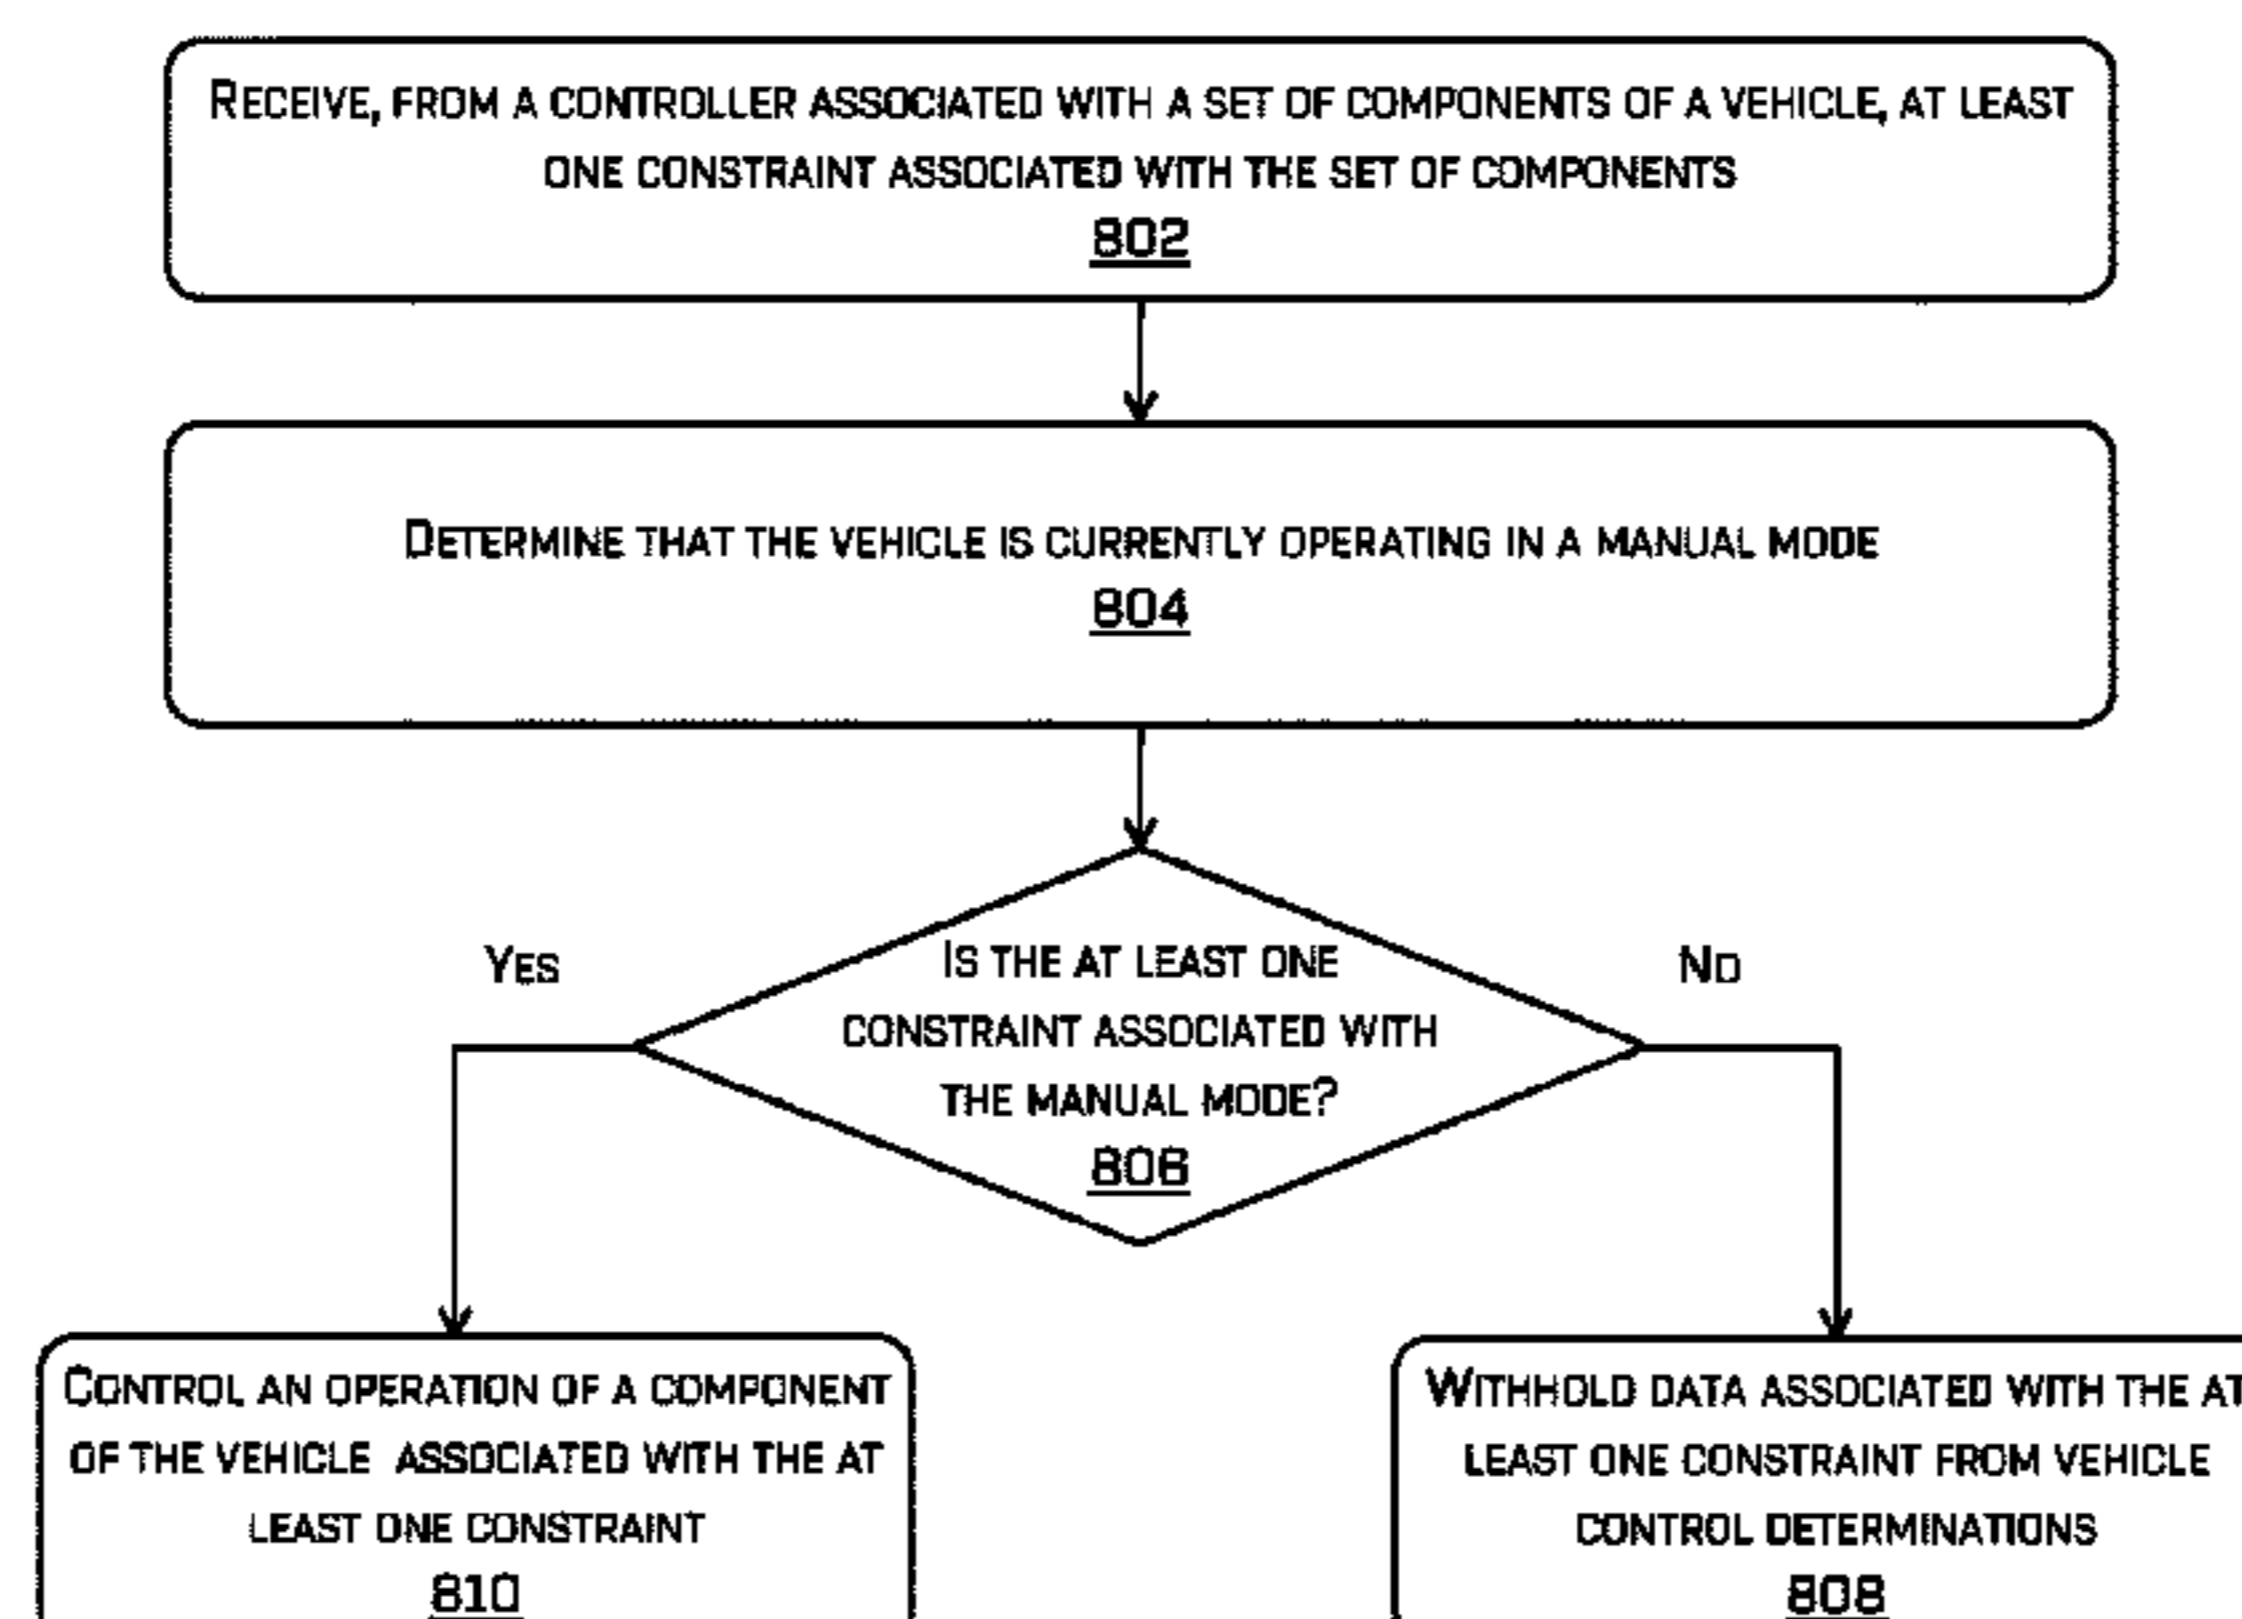 RECEIVE, FROM A CONTROLLER ASSOCIATED WITH A SET OF COMPONENTS OF A VEHICLE, AT LEAST
ONE CONSTRAINT ASSOCIATED WITH THE SET OF COMPONENTS
802
DETERMINE THAT THE VEHICLE IS CURRENTLY OPERATING IN A MANUAL MODE
804
YES
NO
IS THE AT LEAST ONE
CONSTRAINT ASSOCIATED WITH
THE MANUAL MODE?
806
CONTROL AN OPERATION OF A COMPONENT
OF THE VEHICLE ASSOCIATED WITH THE AT
LEAST ONE CONSTRAINT
810
WITHHOLD DATA ASSOCIATED WITH THE AT
LEAST ONE CONSTRAINT FROM VEHICLE
CONTROL DETERMINATIONS
808